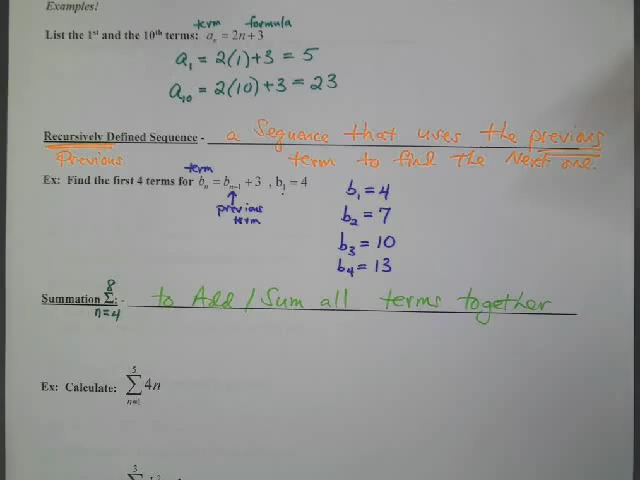 Examples!
term formula
List the 1st and the 10th terms: aₙ = 2n + 3
a₁ = 2(1)+3 = 5
a₁₀ = 2(10)+3 = 23
Recursively Defined Sequence - a Sequence that uses the previous
Previous term to find the Next one.
term
Ex: Find the first 4 terms for bₙ = bₙ₋₁ + 3 , b₁ = 4
previous
term
b₁ = 4
b₂ = 7
b₃ = 10
b₄ = 13
8
Summation Σ: - to Add / Sum all terms together
n=4
5
Ex: Calculate: Σ 4n
n=1
3